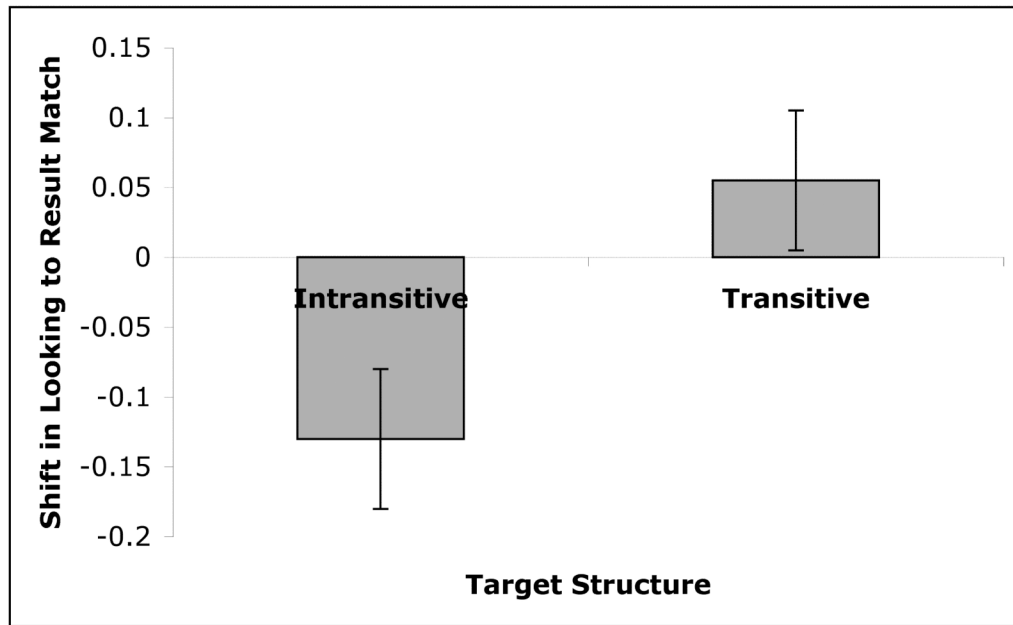 Shift in Looking to Result Match
0.15
0.1
0.05
0
-0.05
-0.1
-0.15
-0.2
Intransitive
Transitive
Target Structure